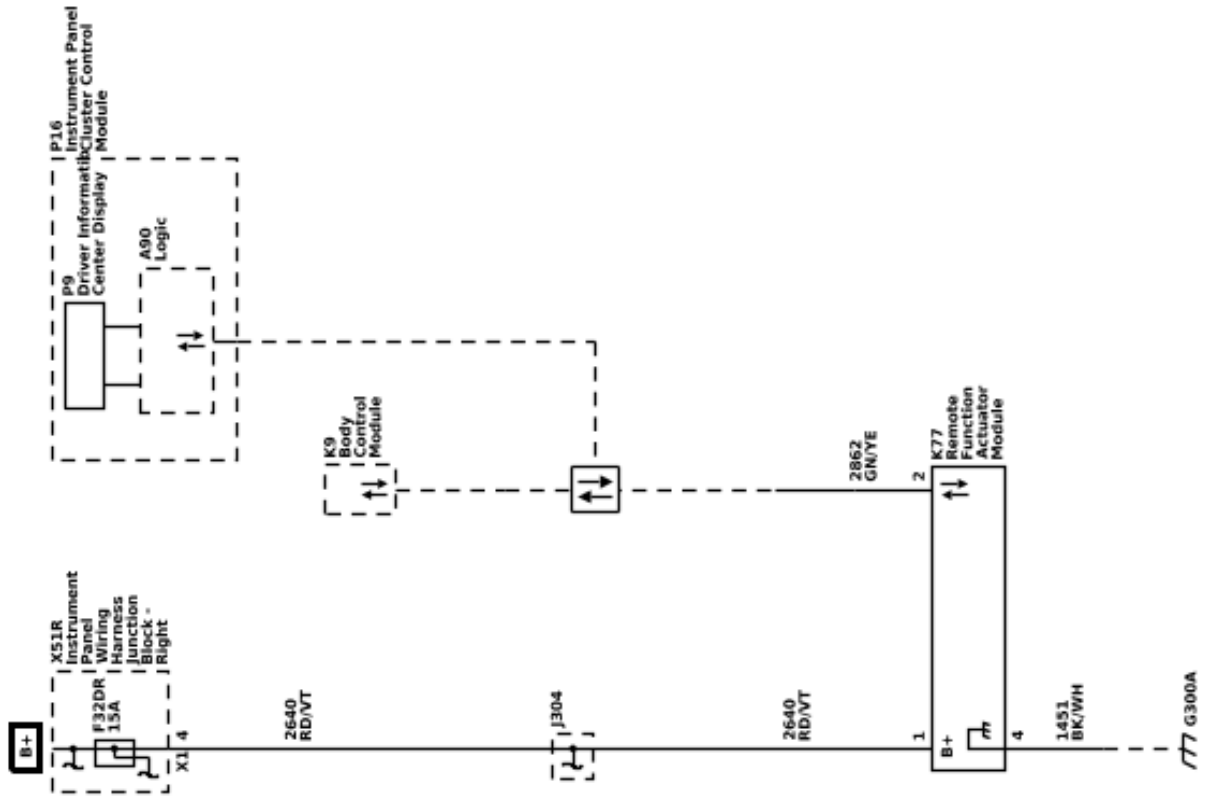 B+
X51R
Instrument
Panel
Wiring
Harness
Junction
Block -
Right
F32DR
15A
X1
4
2640
RD/VT
J304
2640
RD/VT
1
B+
4
1451
BK/WH
G300A
K9
Body
Control
Module
2862
GN/YE
2
K77
Remote
Function
Actuator
Module
P16
Instrument Panel
Cluster Control
Module
P9
Driver Informatio
Center Display
A90
Logic